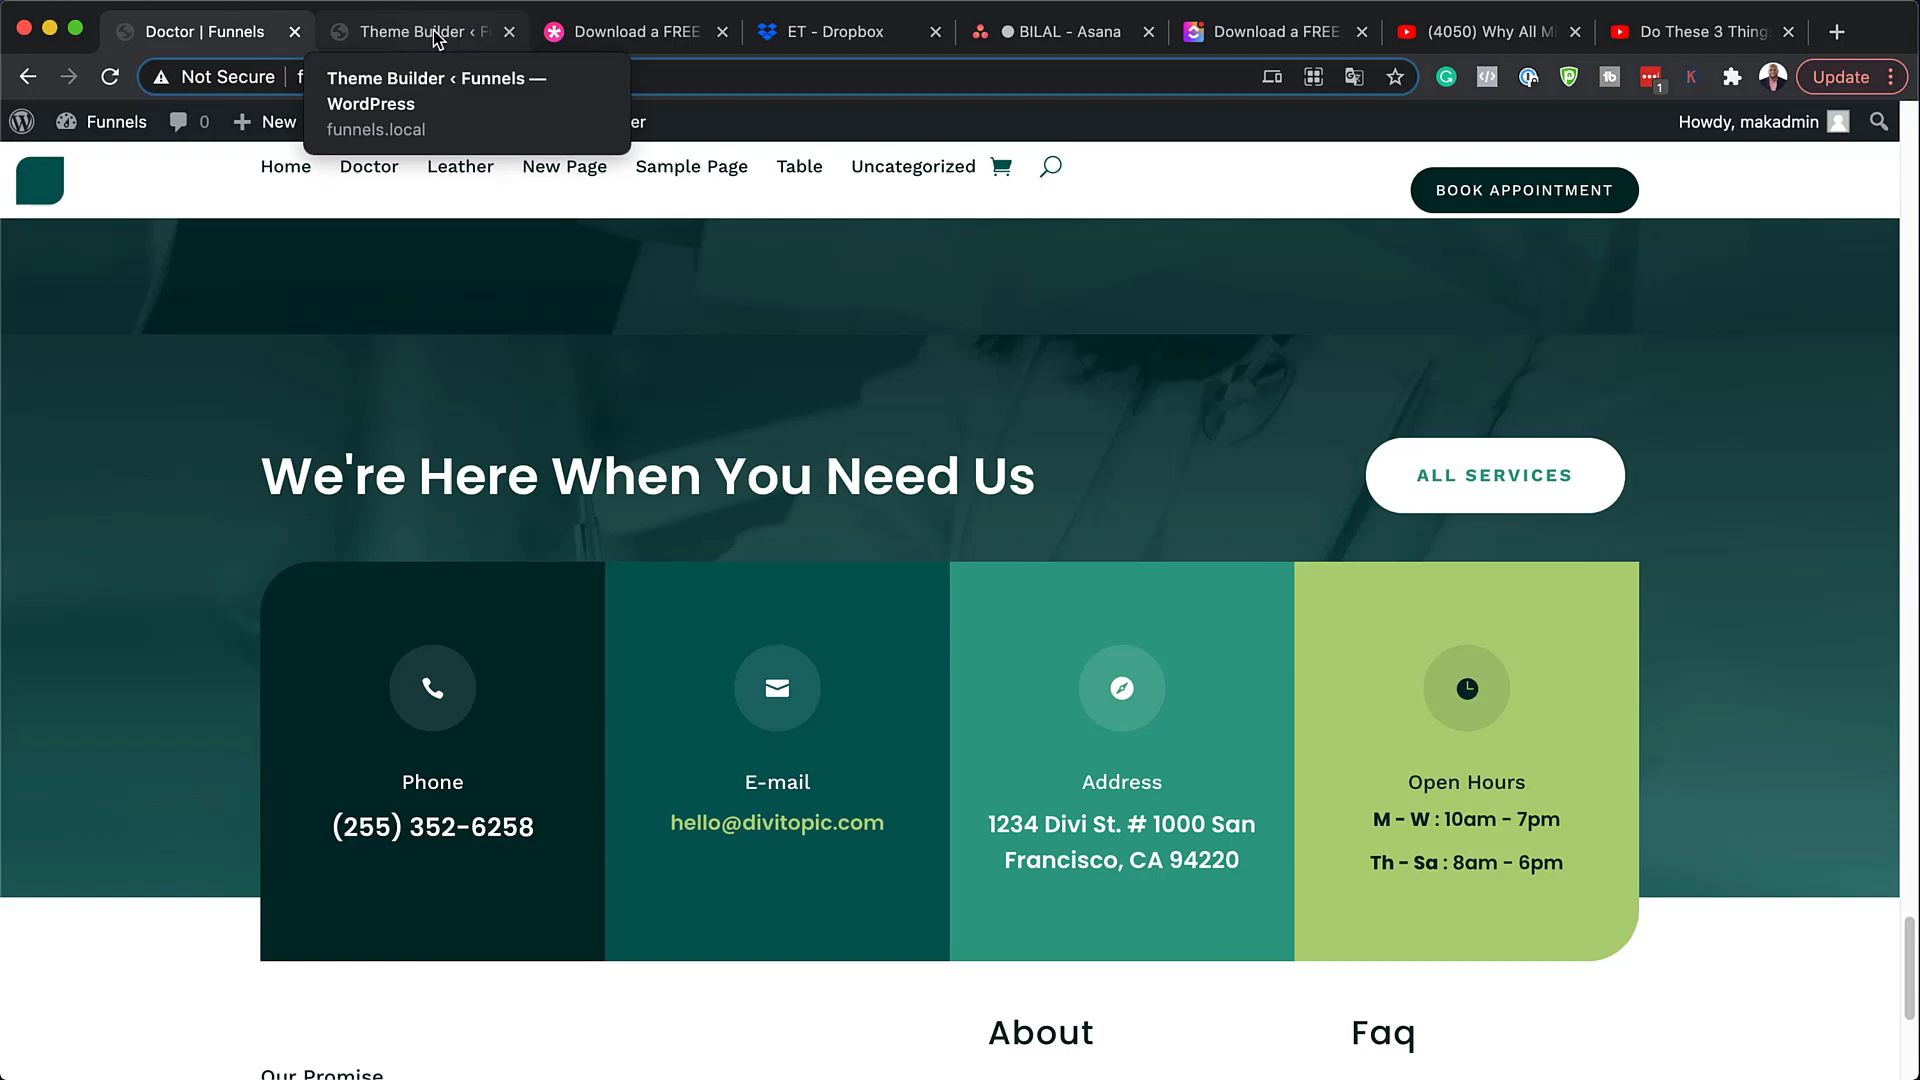 Doctor | Funnels
Theme Builder ‹ F
Download a FREE
ET - Dropbox
BILAL - Asana
Download a FREE
(4050) Why All M
Do These 3 Thing
Not Secure
f
Update
1
Theme Builder ‹ Funnels —
WordPress
funnels.local
Funnels
0
New
er
Howdy, makadmin
Home
Doctor
Leather
New Page
Sample Page
Table
Uncategorized
BOOK APPOINTMENT
We're Here When You Need Us
ALL SERVICES
Phone
(255) 352-6258
E-mail
hello@divitopic.com
Address
1234 Divi St. # 1000 San
Francisco, CA 94220
Open Hours
M - W : 10am - 7pm
Th - Sa : 8am - 6pm
About
Faq
Our Promise